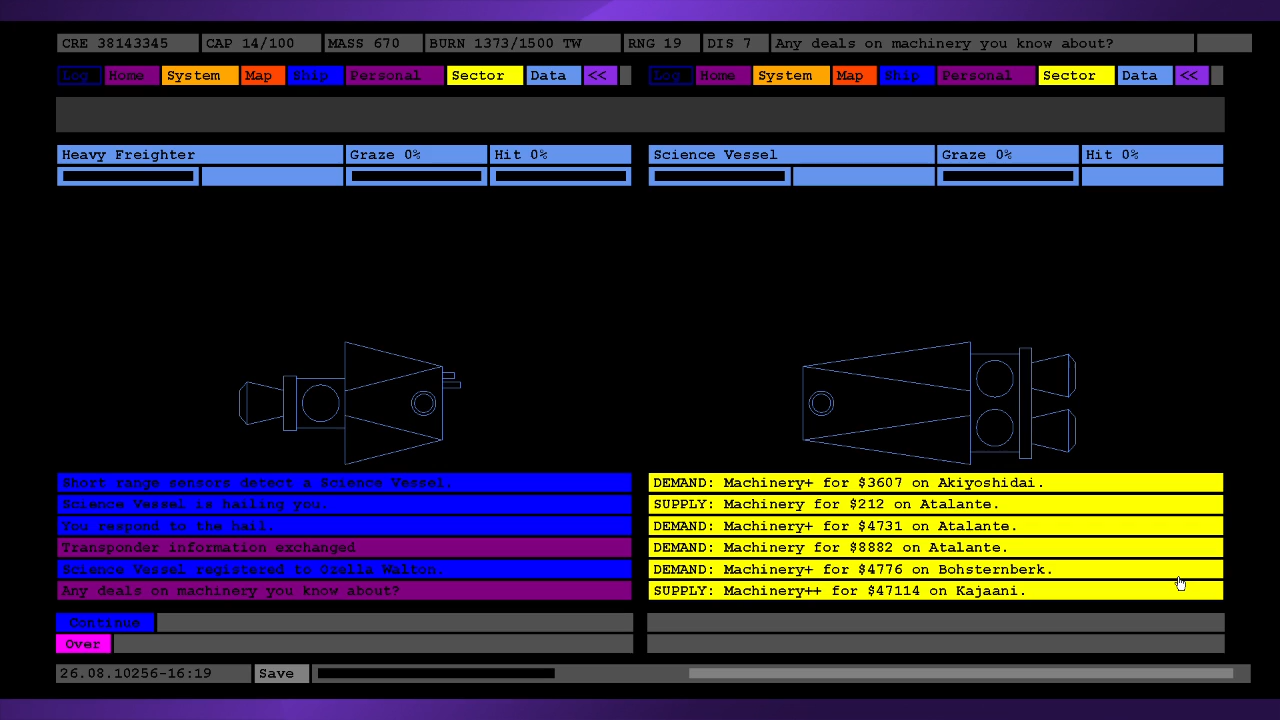 CRE 38143345 CAP 14/100 MASS 670 BURN 1373/1500 TW RNG 19 DIS 7 Any deals on machinery you know about?
Log Home System Map Ship Personal Sector Data << Log Home System Map Ship Personal Sector Data <<
Heavy Freighter Graze 0% Hit 0% Science Vessel Graze 0% Hit 0%
Short range sensors detect a Science Vessel.
Science Vessel is hailing you.
You respond to the hail.
Transponder information exchanged
Science Vessel registered to Ozella Walton.
Any deals on machinery you know about?
DEMAND: Machinery+ for $3607 on Akiyoshidai.
SUPPLY: Machinery for $212 on Atalante.
DEMAND: Machinery+ for $4731 on Atalante.
DEMAND: Machinery for $8882 on Atalante.
DEMAND: Machinery+ for $4776 on Bohsternberk.
SUPPLY: Machinery++ for $47114 on Kajaani.
Continue
Over
26.08.10256-16:19 Save